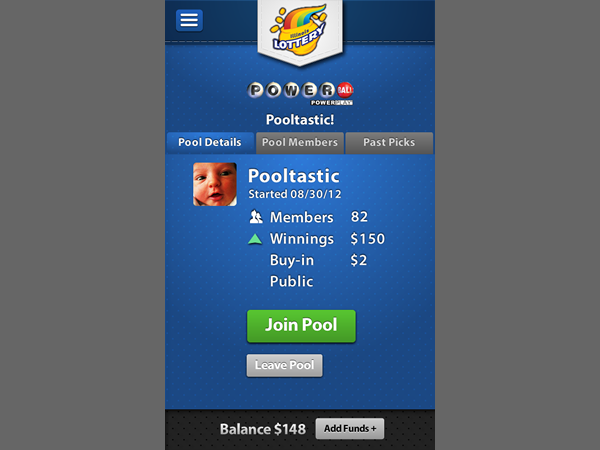 Illinois
LOTTERY
POWER BALL
POWERPLAY
Pooltastic!
Pool Details Pool Members Past Picks
Pooltastic
Started 08/30/12
Members 82
Winnings $150
Buy-in $2
Public
Join Pool
Leave Pool
Balance $148 Add Funds +